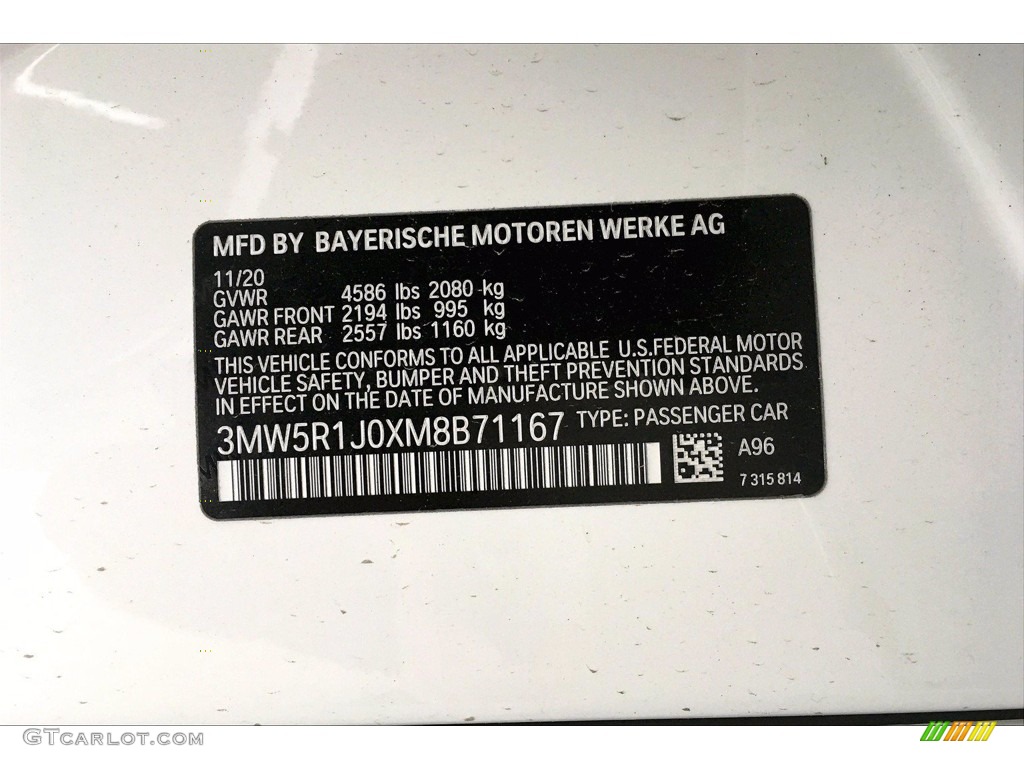 MFD BY BAYERISCHE MOTOREN WERKE AG
11/20
GVWR 4586 lbs 2080 kg
GAWR FRONT 2194 lbs 995 kg
GAWR REAR 2557 lbs 1160 kg
THIS VEHICLE CONFORMS TO ALL APPLICABLE U.S.FEDERAL MOTOR
VEHICLE SAFETY, BUMPER AND THEFT PREVENTION STANDARDS
IN EFFECT ON THE DATE OF MANUFACTURE SHOWN ABOVE.
3MW5R1J0XM8B71167 TYPE: PASSENGER CAR
A96
7 315 814
GTCARLOT.COM